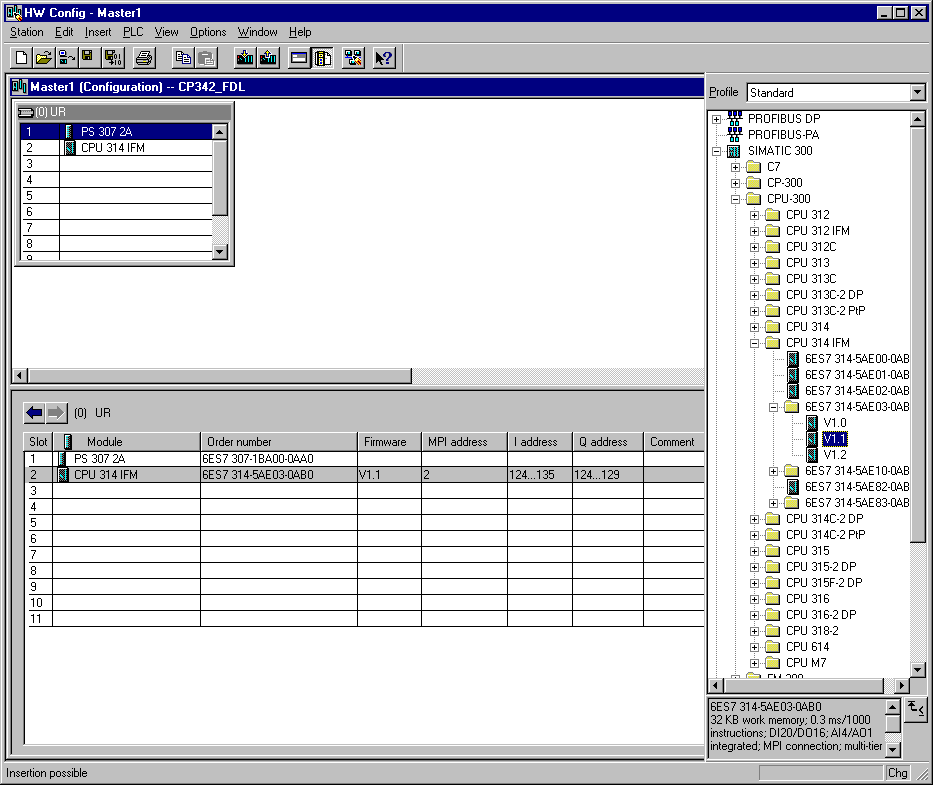 HW Config - Master1
Station Edit Insert PLC View Options Window Help
Master1 (Configuration) -- CP342_FDL
(0) UR
1 PS 307 2A
2 CPU 314 IFM
3
4
5
6
7
8
9
(0) UR
Slot Module Order number Firmware MPI address I address Q address Comment
1 PS 307 2A 6ES7 307-1BA00-0AA0
2 CPU 314 IFM 6ES7 314-5AE03-0AB0 V1.1 2 124...135 124...129
3
4
5
6
7
8
9
10
11
Profile Standard
PROFIBUS DP
PROFIBUS-PA
SIMATIC 300
C7
CP-300
CPU-300
CPU 312
CPU 312 IFM
CPU 312C
CPU 313
CPU 313C
CPU 313C-2 DP
CPU 313C-2 PtP
CPU 314
CPU 314 IFM
6ES7 314-5AE00-0AB
6ES7 314-5AE01-0AB
6ES7 314-5AE02-0AB
6ES7 314-5AE03-0AB
V1.0
V1.1
V1.2
6ES7 314-5AE10-0AB
6ES7 314-5AE82-0AB
6ES7 314-5AE83-0AB
CPU 314C-2 DP
CPU 314C-2 PtP
CPU 315
CPU 315-2 DP
CPU 315F-2 DP
CPU 316
CPU 316-2 DP
CPU 318-2
CPU 614
CPU M7
FM-300
6ES7 314-5AE03-0AB0
32 KB work memory; 0.3 ms/1000
instructions; DI20/DO16; AI4/AO1
integrated; MPI connection; multi-tier
Insertion possible
Chg